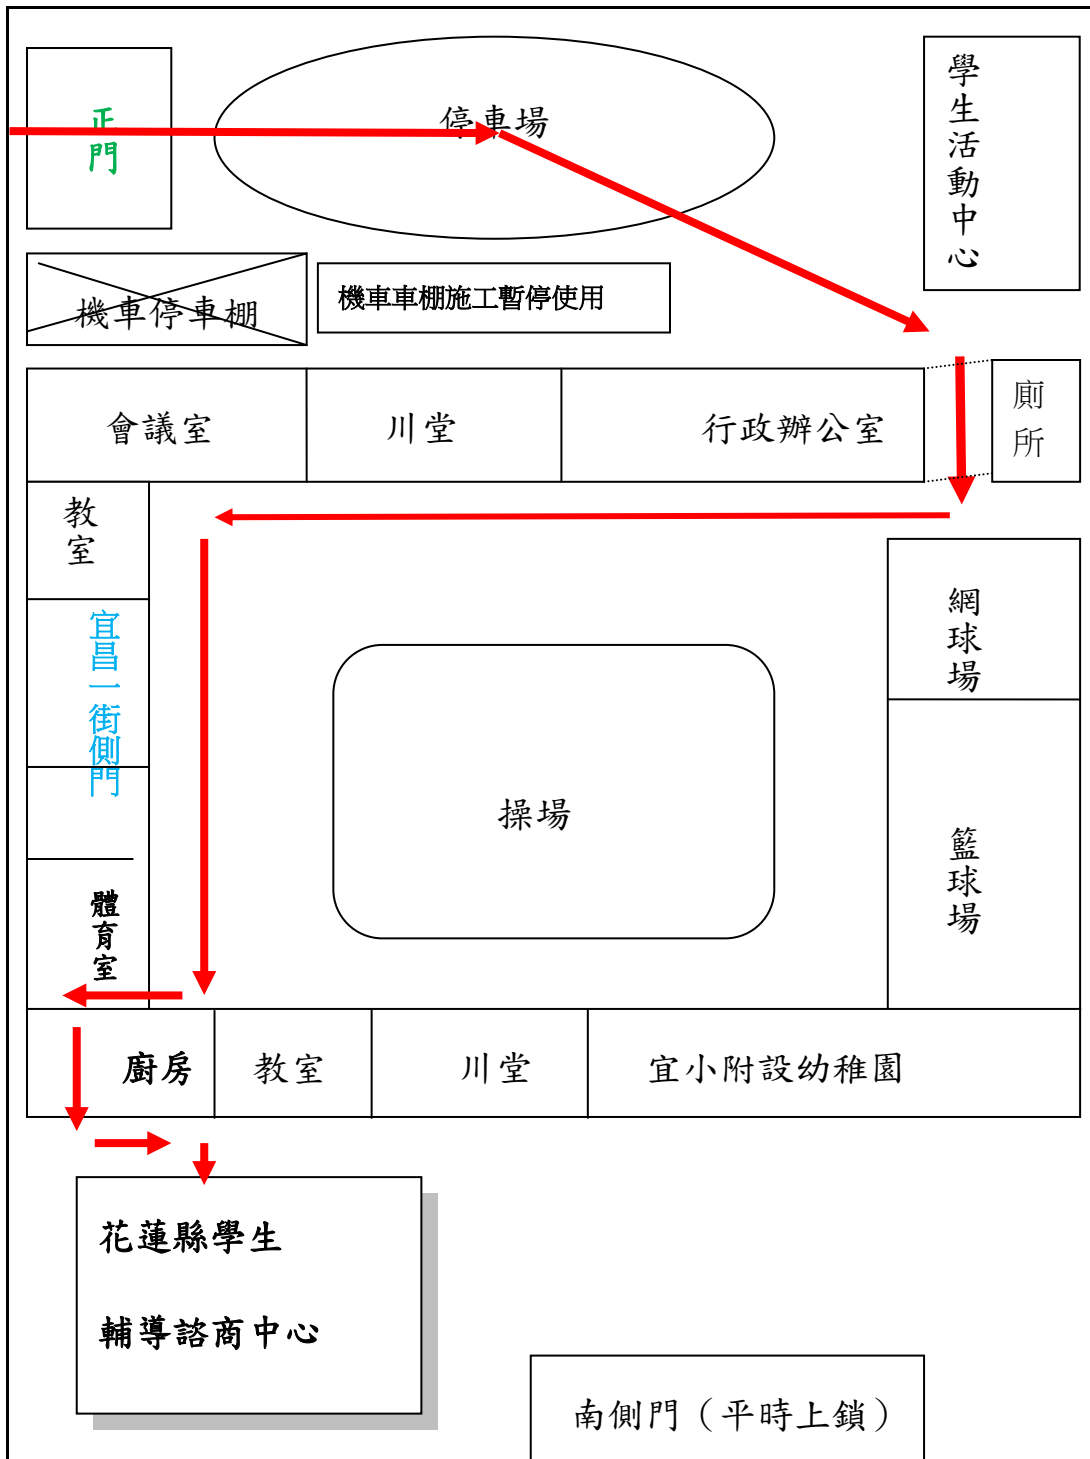 正門
停車場
學生活動中心
機車停車棚
機車車棚施工暫停使用
會議室
川堂
行政辦公室
廁所
教室
宜昌一街側門
網球場
操場
籃球場
體育室
廚房
教室
川堂
宜小附設幼稚園
花蓮縣學生
輔導諮商中心
南側門（平時上鎖）